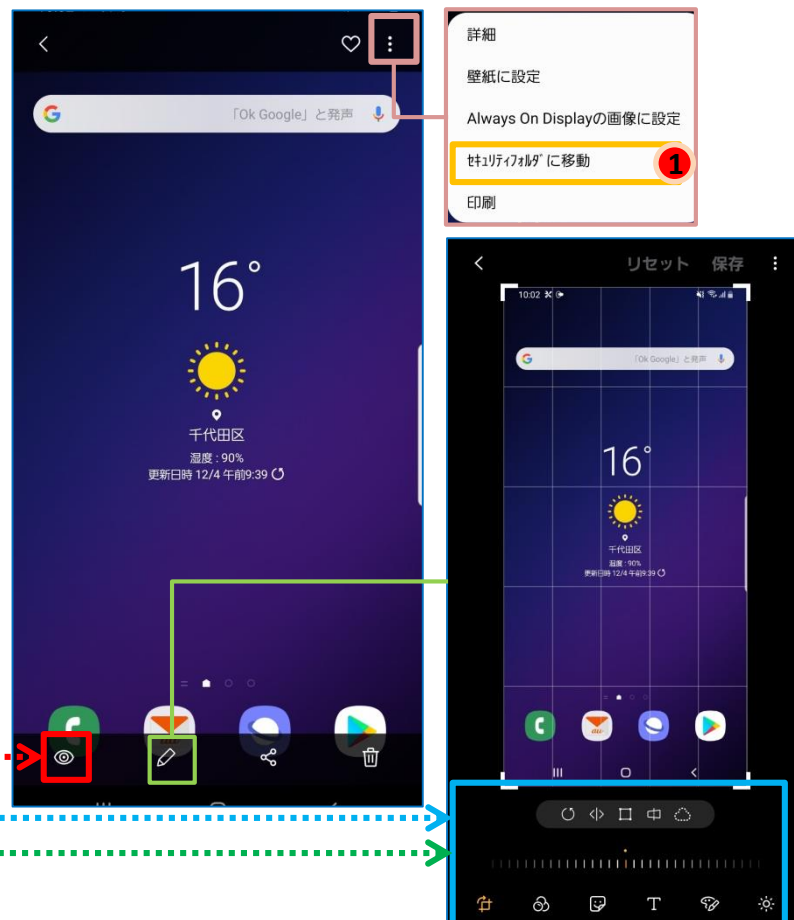 「Ok Google」と発声
16°
千代田区
湿度 : 90%
更新日時 12/4 午前9:39
詳細
壁紙に設定
Always On Displayの画像に設定
ｾｷｭﾘﾃｨﾌｫﾙﾀﾞに移動
1
印刷
リセット 保存
10:02
「Ok Google」と発声
16°
千代田区
湿度 : 90%
更新日時 12/4 午前9:39
au
T